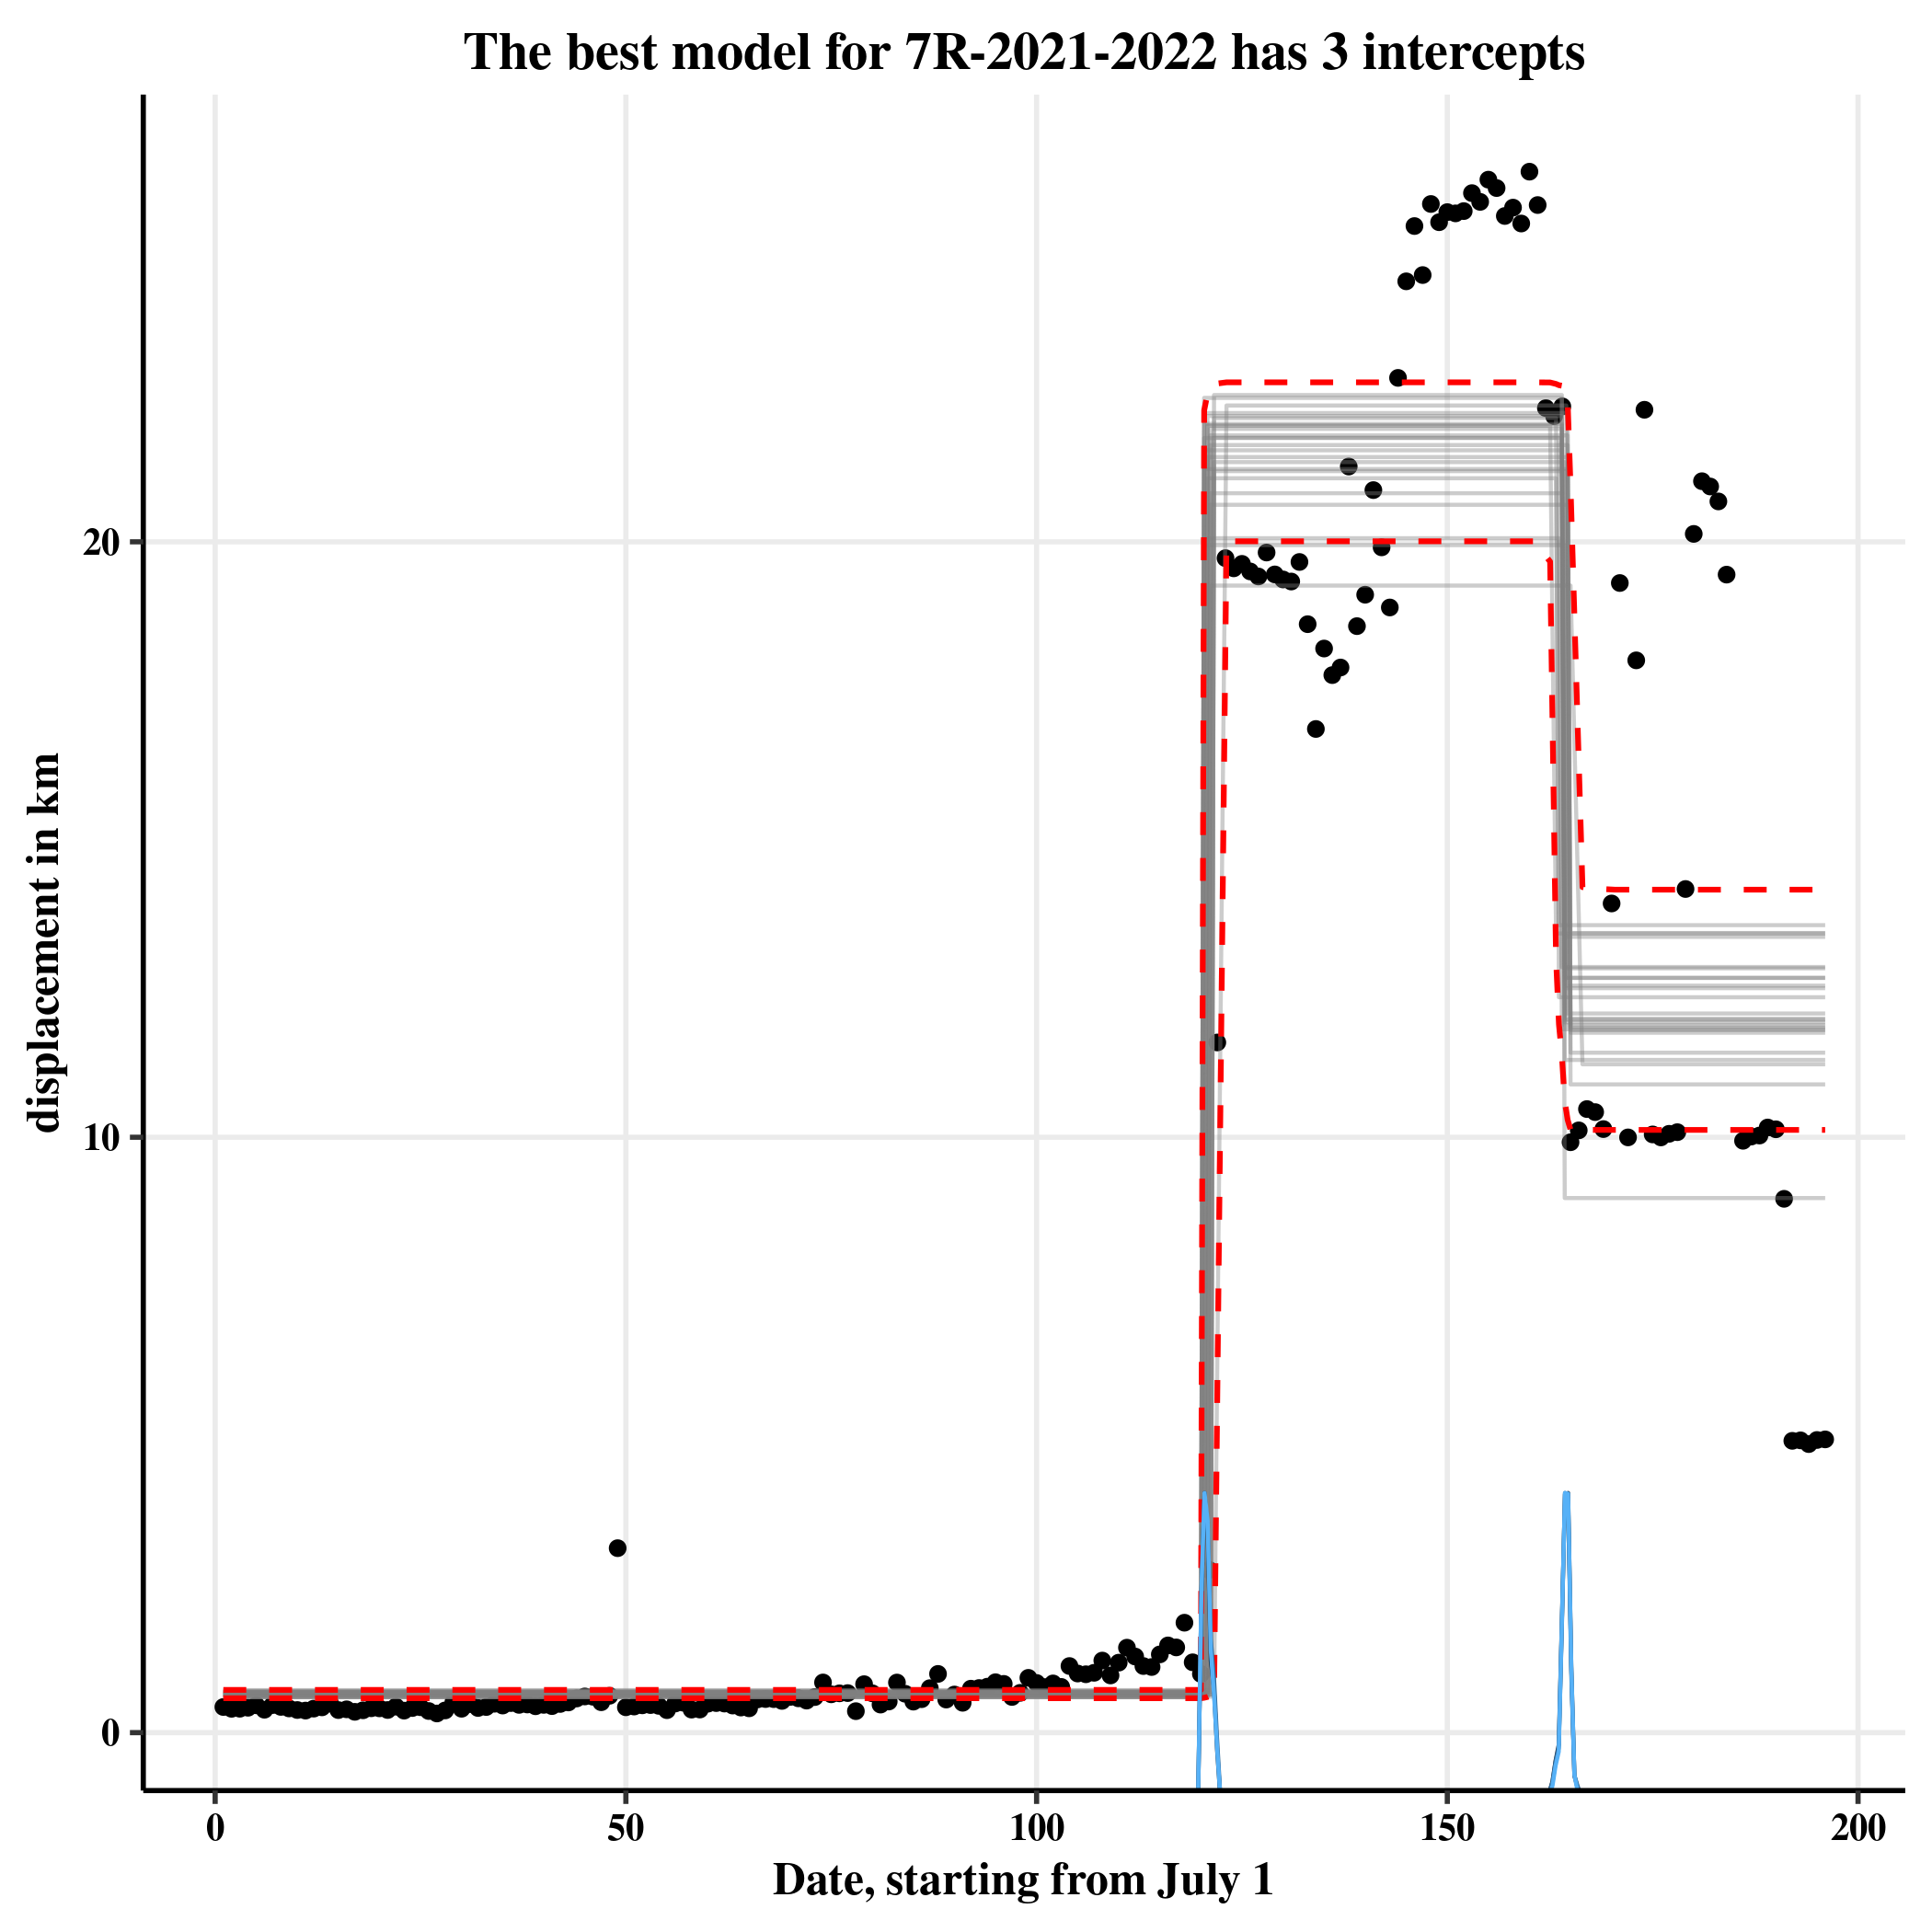 The best model for 7R-2021-2022 has 3 intercepts
displacement in km
20
10
0
0 50 100 150 200
Date, starting from July 1